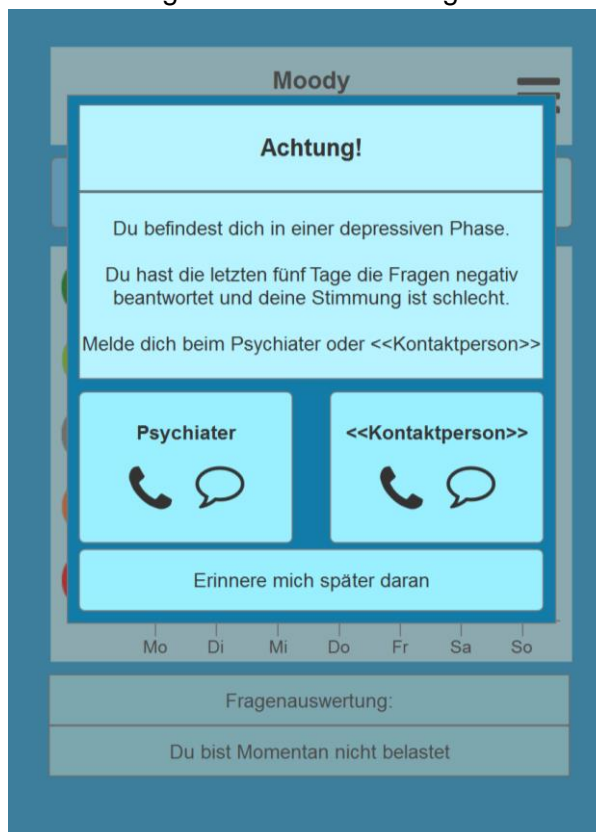 Moody
Achtung!
Du befindest dich in einer depressiven Phase.
Du hast die letzten fünf Tage die Fragen negativ
beantwortet und deine Stimmung ist schlecht.
Melde dich beim Psychiater oder <<Kontaktperson>>
Psychiater
<<Kontaktperson>>
Erinnere mich später daran
Mo Di Mi Do Fr Sa So
Fragenauswertung:
Du bist Momentan nicht belastet